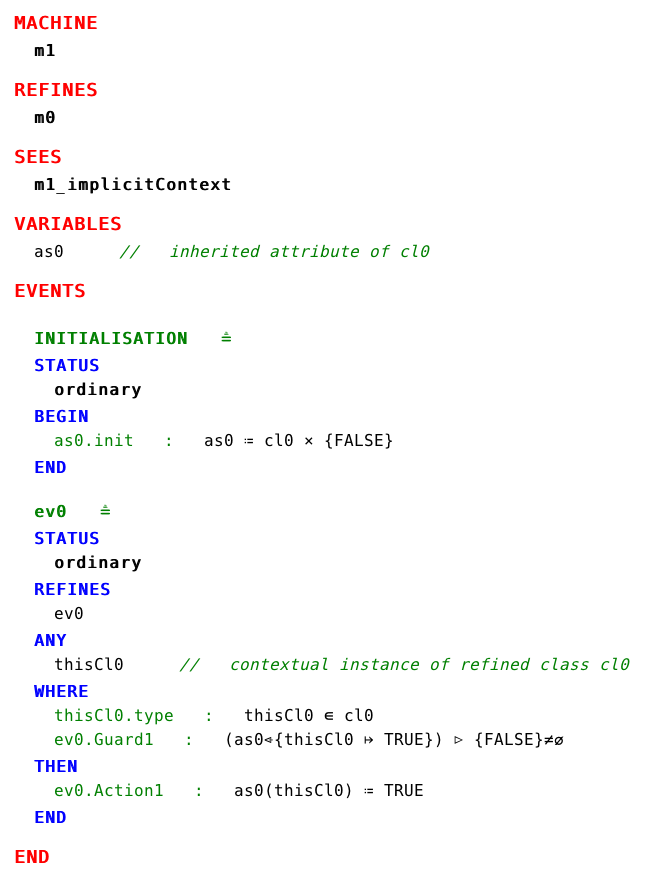 MACHINE
m1
REFINES
m0
SEES
m1_implicitContext
VARIABLES
as0 // inherited attribute of cl0
EVENTS
INITIALISATION ≙
STATUS
ordinary
BEGIN
as0.init : as0 ≔ cl0 × {FALSE}
END
ev0 ≙
STATUS
ordinary
REFINES
ev0
ANY
thisCl0 // contextual instance of refined class cl0
WHERE
thisCl0.type : thisCl0 ∈ cl0
ev0.Guard1 : (as0⩤{thisCl0 ↦ TRUE}) ▷ {FALSE}≠∅
THEN
ev0.Action1 : as0(thisCl0) ≔ TRUE
END
END